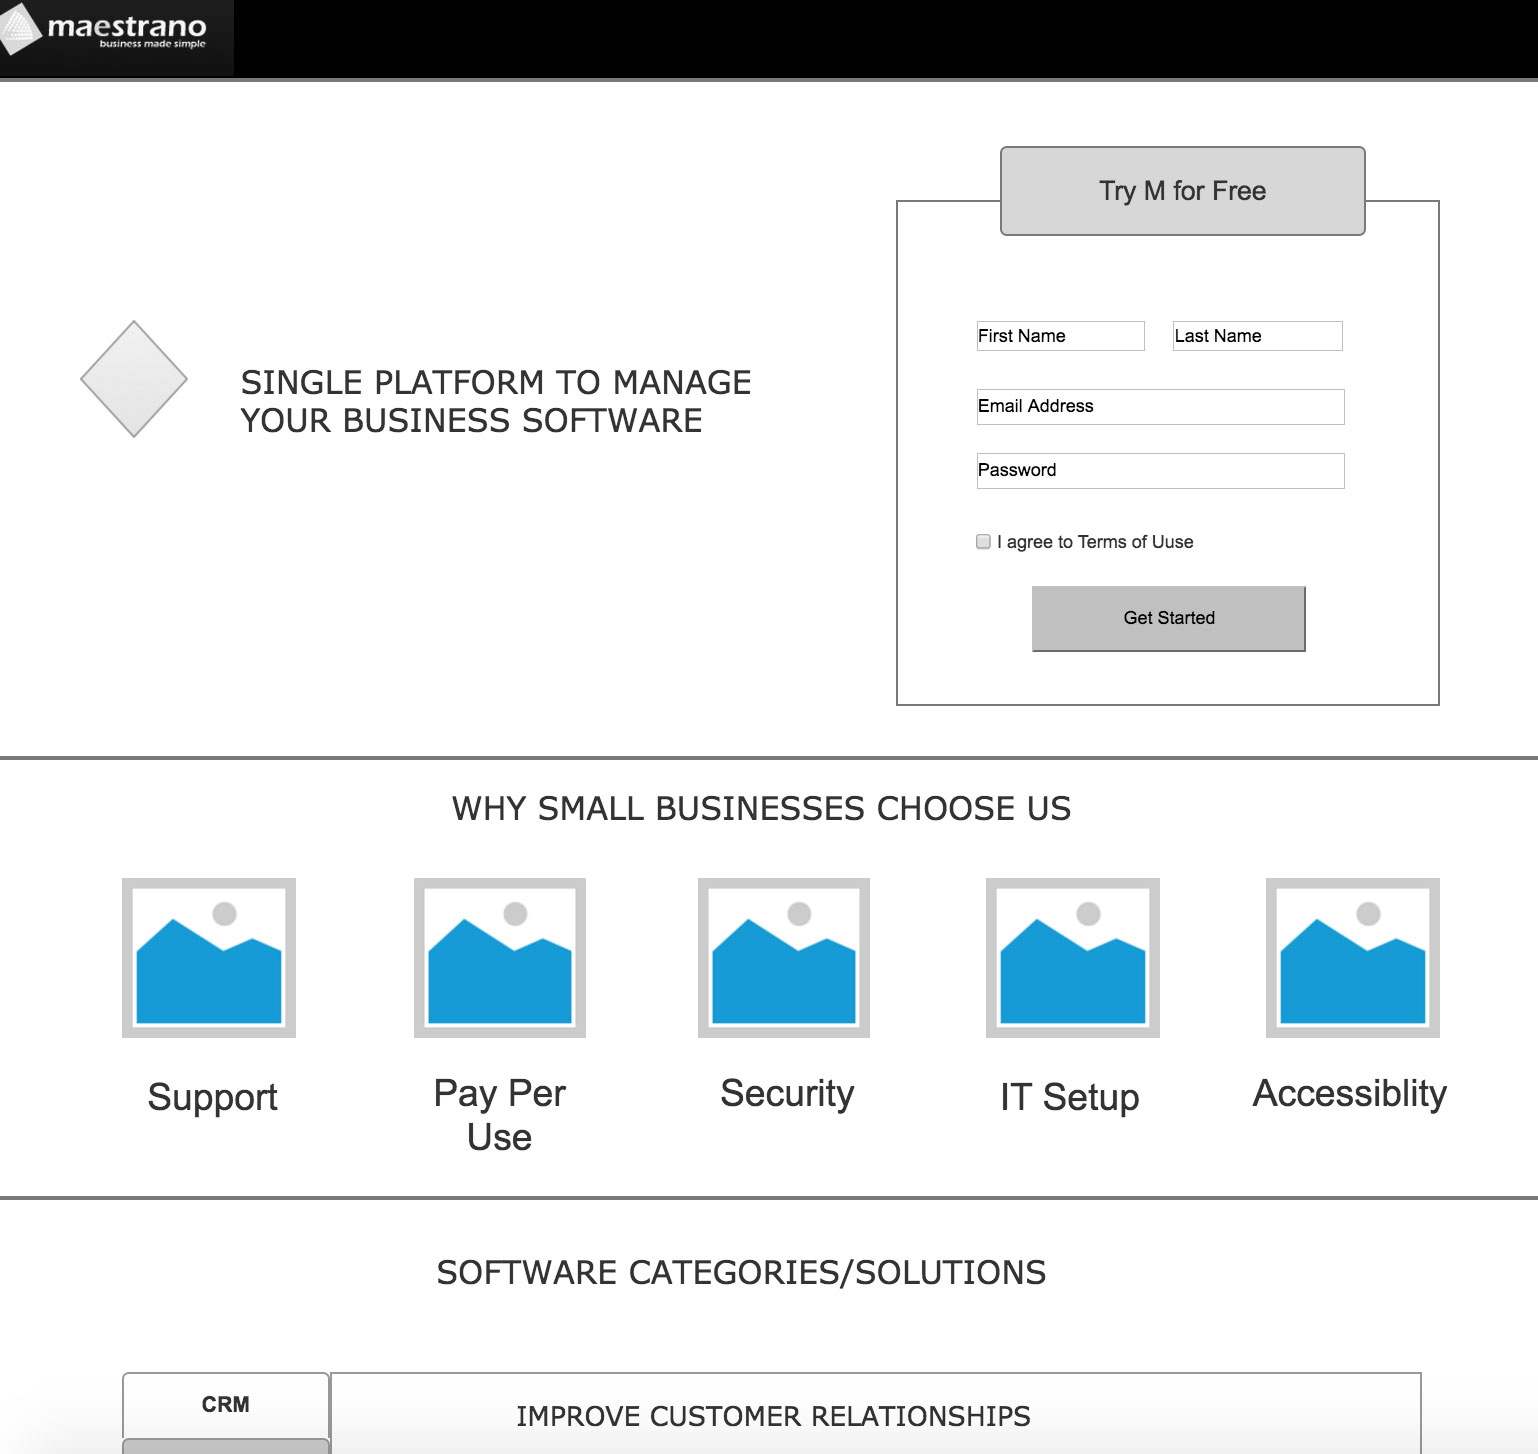 maestrano
business made simple
Try M for Free
First Name
Last Name
Email Address
Password
I agree to Terms of Uuse
Get Started
SINGLE PLATFORM TO MANAGE
YOUR BUSINESS SOFTWARE
WHY SMALL BUSINESSES CHOOSE US
Support
Pay Per
Use
Security
IT Setup
Accessiblity
SOFTWARE CATEGORIES/SOLUTIONS
CRM
IMPROVE CUSTOMER RELATIONSHIPS